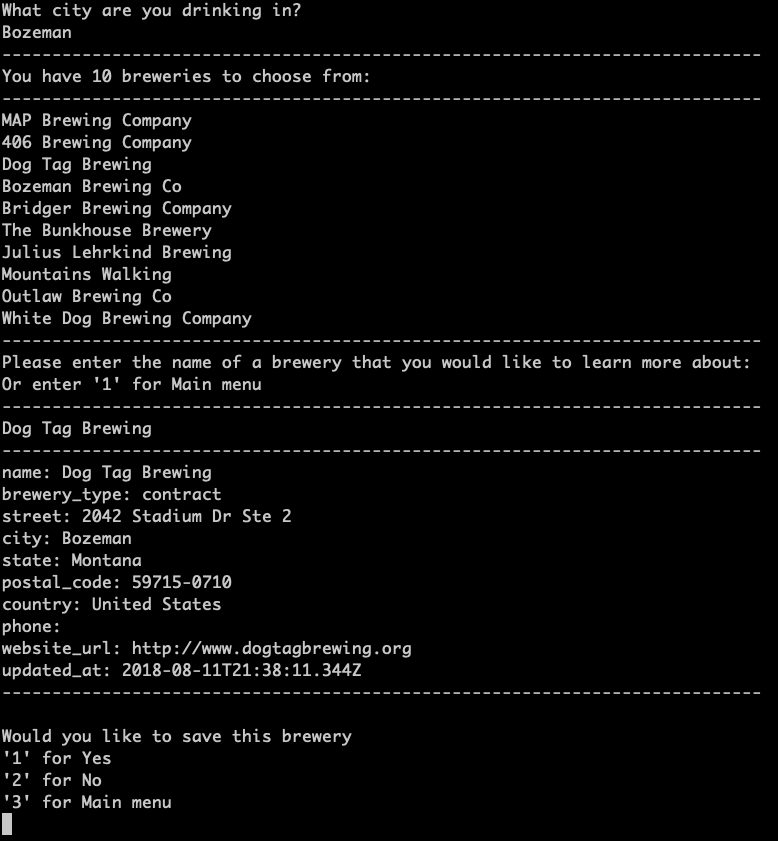 What city are you drinking in?
Bozeman
----------------------------------------------------------------------------
You have 10 breweries to choose from:
----------------------------------------------------------------------------
MAP Brewing Company
406 Brewing Company
Dog Tag Brewing
Bozeman Brewing Co
Bridger Brewing Company
The Bunkhouse Brewery
Julius Lehrkind Brewing
Mountains Walking
Outlaw Brewing Co
White Dog Brewing Company
----------------------------------------------------------------------------
Please enter the name of a brewery that you would like to learn more about:
Or enter '1' for Main menu
----------------------------------------------------------------------------
Dog Tag Brewing
----------------------------------------------------------------------------
name: Dog Tag Brewing
brewery_type: contract
street: 2042 Stadium Dr Ste 2
city: Bozeman
state: Montana
postal_code: 59715-0710
country: United States
phone:
website_url: http://www.dogtagbrewing.org
updated_at: 2018-08-11T21:38:11.344Z
----------------------------------------------------------------------------
Would you like to save this brewery
'1' for Yes
'2' for No
'3' for Main menu